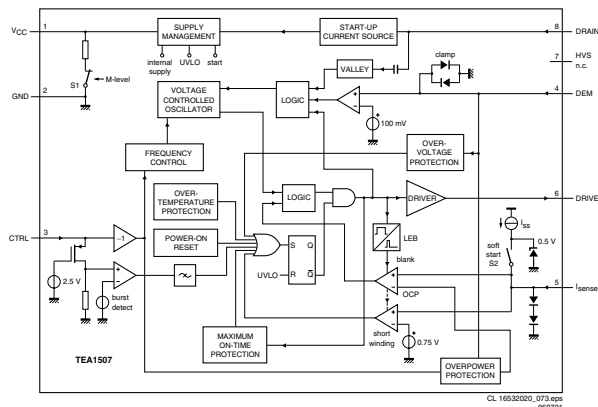 VCC 1
SUPPLY
MANAGEMENT
START-UP
CURRENT SOURCE
8 DRAIN
internal
supply
UVLO
start
S1
M-level
VALLEY
clamp
7 HVS
n.c.
GND 2
VOLTAGE
CONTROLLED
OSCILLATOR
LOGIC
4 DEM
100 mV
FREQUENCY
CONTROL
OVER-
VOLTAGE
PROTECTION
OVER-
TEMPERATURE
PROTECTION
LOGIC
DRIVER
6 DRIVER
LEB
blank
Iss
0.5 V
soft
start
S2
CTRL 3
−1
POWER-ON
RESET
S Q
UVLO R Q
2.5 V
burst
detect
OCP
5 Isense
short
winding
0.75 V
MAXIMUM
ON-TIME
PROTECTION
OVERPOWER
PROTECTION
TEA1507
CL 16532020_073.eps